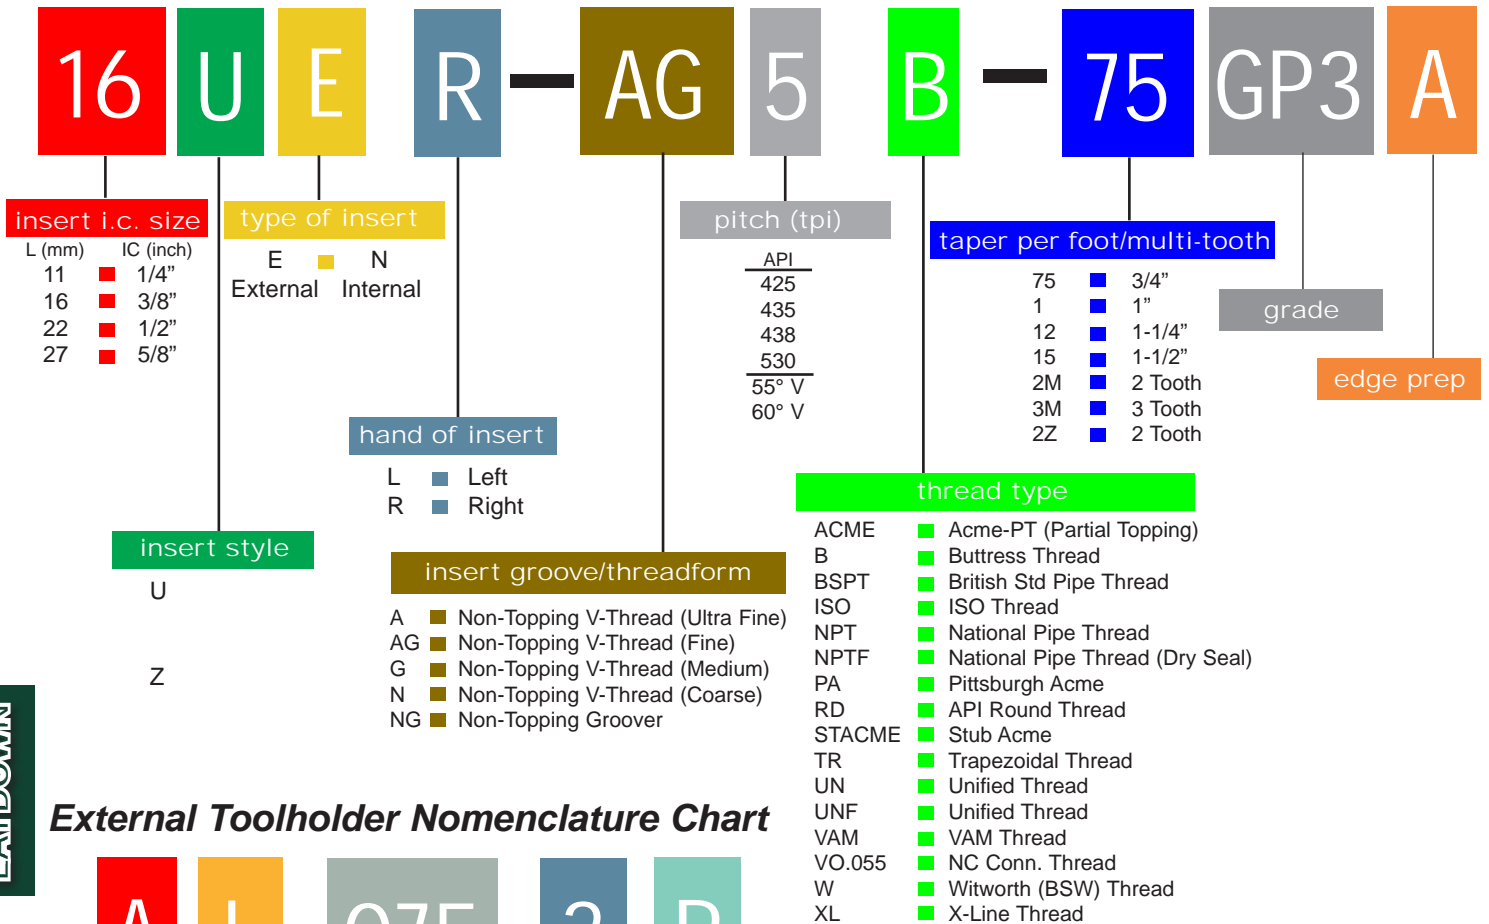 16 U E R - AG 5 B - 75 GP3 A
insert i.c. size
L (mm) IC (inch)
11 1/4”
16 3/8”
22 1/2”
27 5/8”
type of insert
E N
External Internal
pitch (tpi)
API
425
435
438
530
55° V
60° V
taper per foot/multi-tooth
75 3/4”
1 1”
12 1-1/4”
15 1-1/2”
2M 2 Tooth
3M 3 Tooth
2Z 2 Tooth
grade
edge prep
hand of insert
L Left
R Right
insert style
U
Z
insert groove/threadform
A Non-Topping V-Thread (Ultra Fine)
AG Non-Topping V-Thread (Fine)
G Non-Topping V-Thread (Medium)
N Non-Topping V-Thread (Coarse)
NG Non-Topping Groover
thread type
ACME Acme-PT (Partial Topping)
B Buttress Thread
BSPT British Std Pipe Thread
ISO ISO Thread
NPT National Pipe Thread
NPTF National Pipe Thread (Dry Seal)
PA Pittsburgh Acme
RD API Round Thread
STACME Stub Acme
TR Trapezoidal Thread
UN Unified Thread
UNF Unified Thread
VAM VAM Thread
VO.055 NC Conn. Thread
W Witworth (BSW) Thread
XL X-Line Thread
External Toolholder Nomenclature Chart